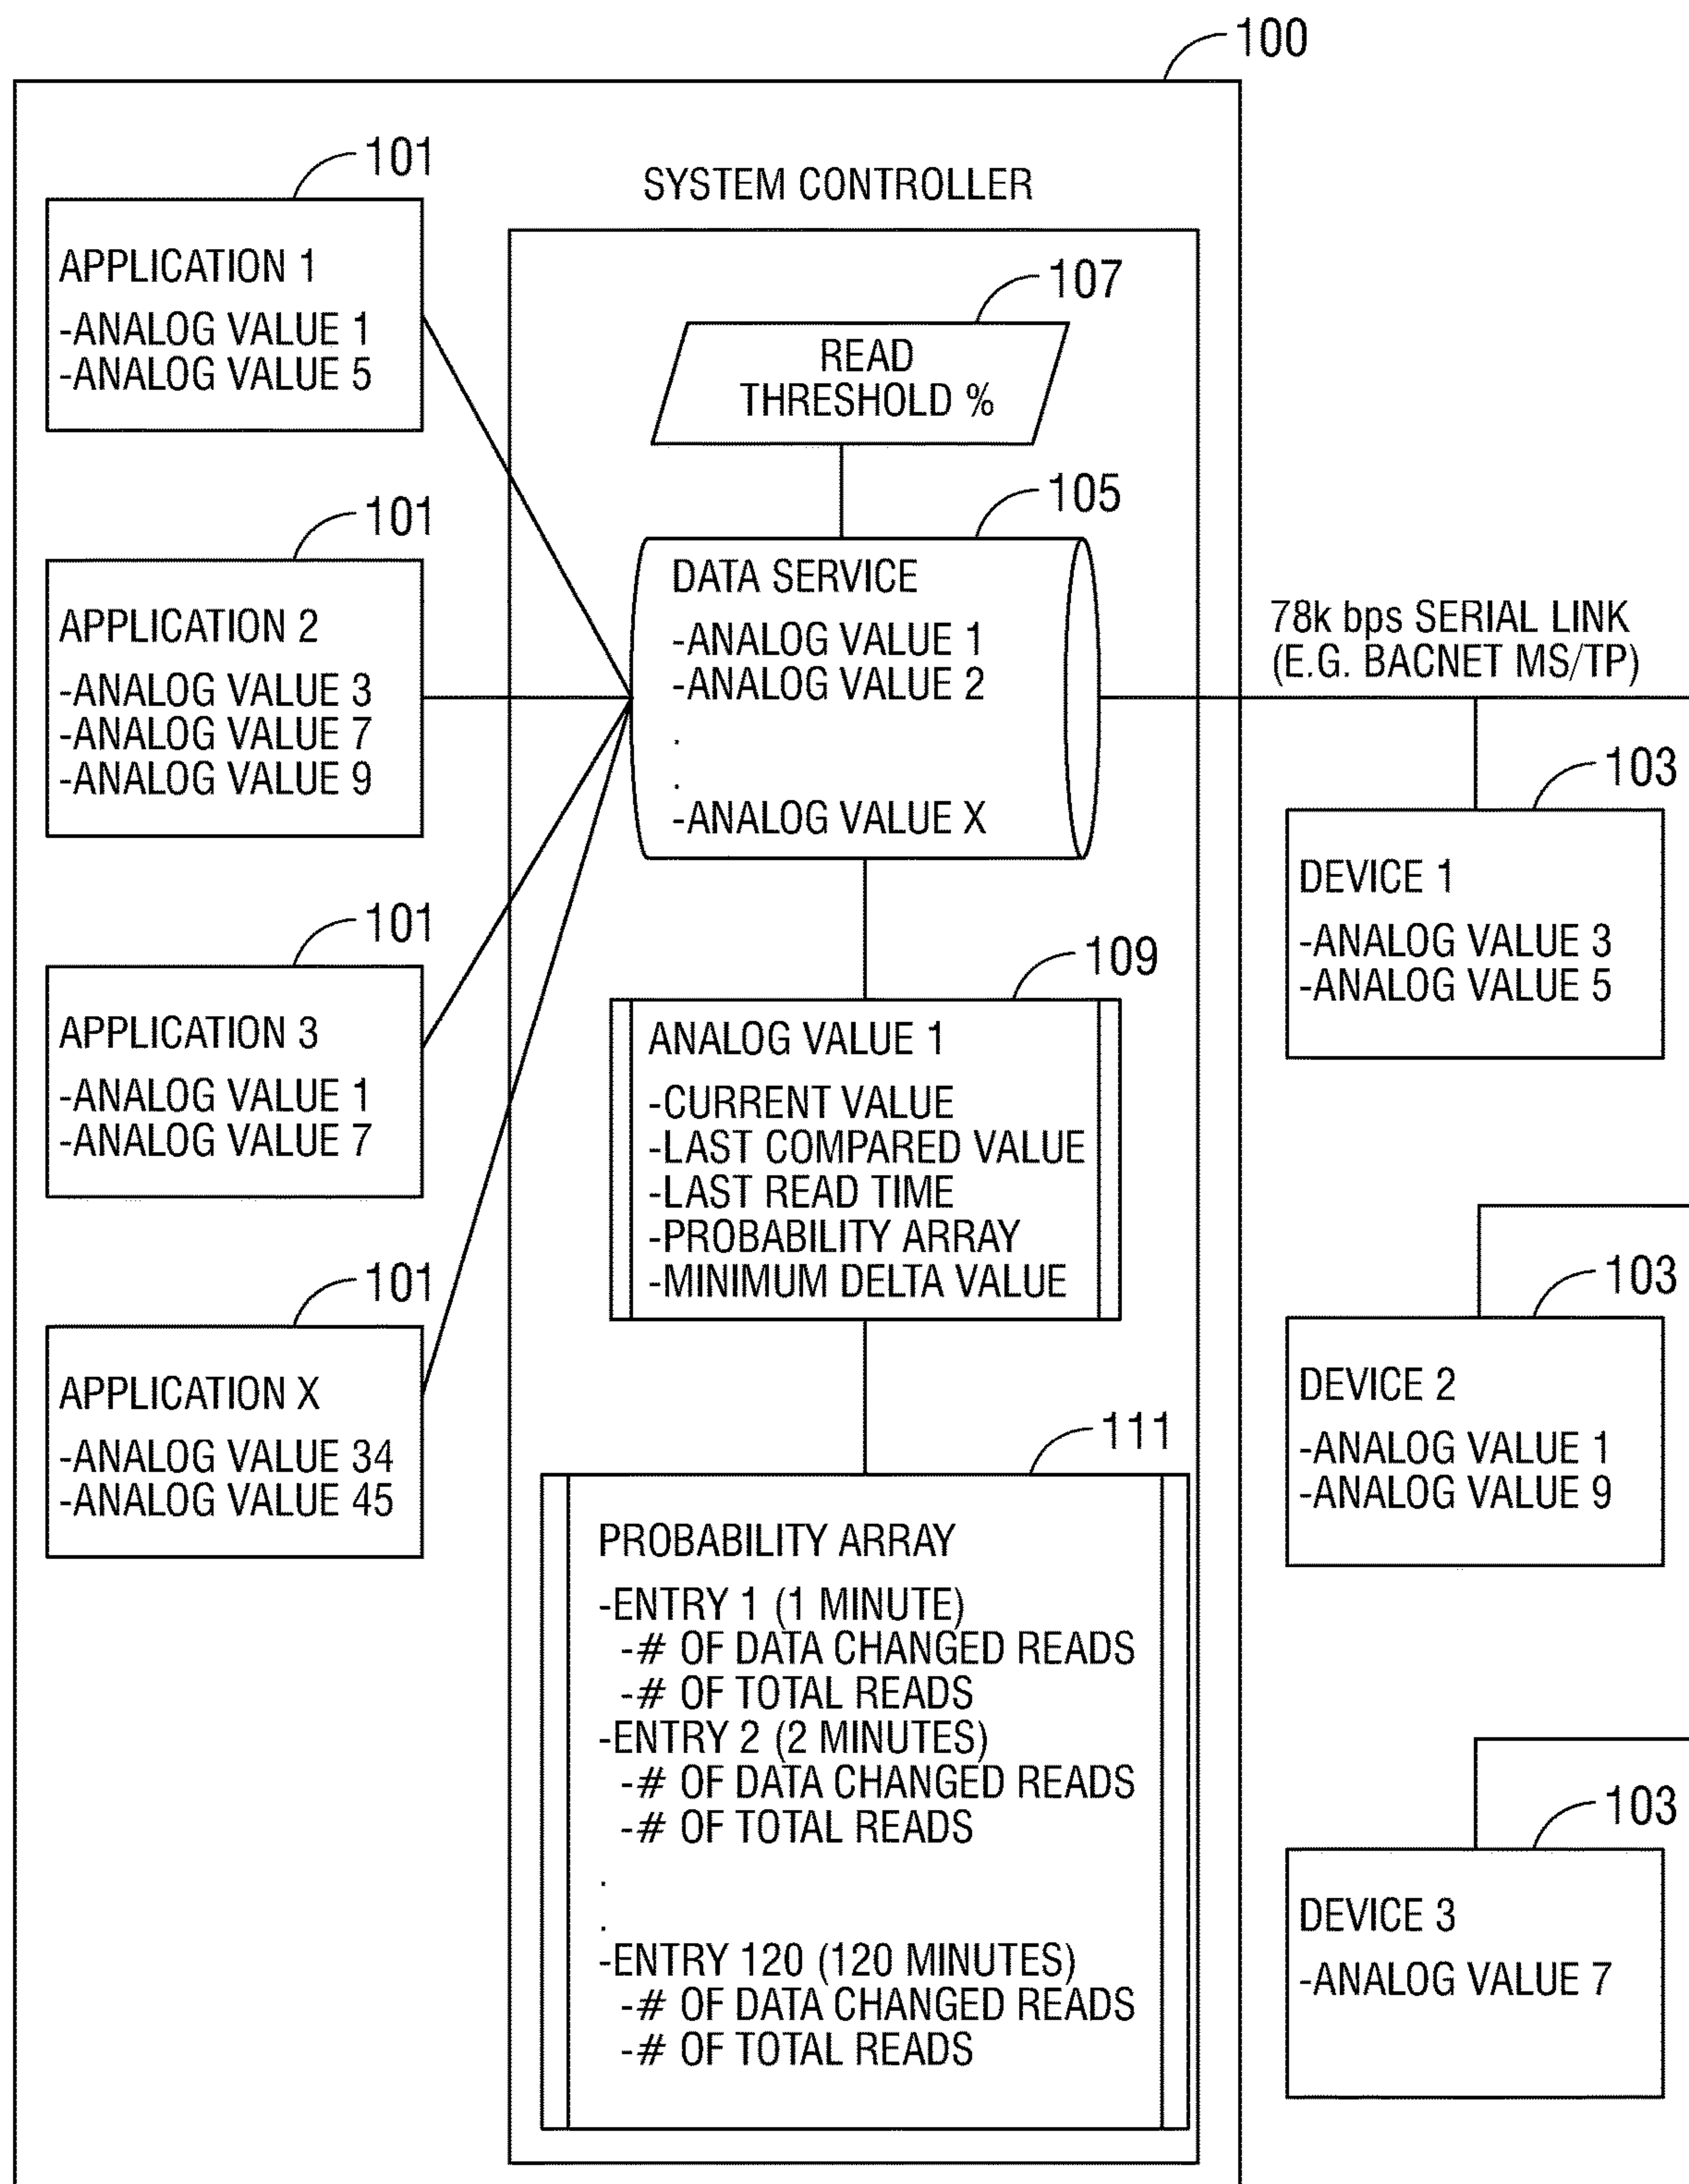 100
101
SYSTEM CONTROLLER
APPLICATION 1
-ANALOG VALUE 1
-ANALOG VALUE 5
107
READ
THRESHOLD %
101
APPLICATION 2
-ANALOG VALUE 3
-ANALOG VALUE 7
-ANALOG VALUE 9
105
DATA SERVICE
-ANALOG VALUE 1
-ANALOG VALUE 2
.
.
-ANALOG VALUE X
78k bps SERIAL LINK
(E.G. BACNET MS/TP)
103
DEVICE 1
-ANALOG VALUE 3
-ANALOG VALUE 5
101
APPLICATION 3
-ANALOG VALUE 1
-ANALOG VALUE 7
109
ANALOG VALUE 1
-CURRENT VALUE
-LAST COMPARED VALUE
-LAST READ TIME
-PROBABILITY ARRAY
-MINIMUM DELTA VALUE
103
DEVICE 2
-ANALOG VALUE 1
-ANALOG VALUE 9
101
APPLICATION X
-ANALOG VALUE 34
-ANALOG VALUE 45
111
PROBABILITY ARRAY
-ENTRY 1 (1 MINUTE)
-# OF DATA CHANGED READS
-# OF TOTAL READS
-ENTRY 2 (2 MINUTES)
-# OF DATA CHANGED READS
-# OF TOTAL READS
.
.
-ENTRY 120 (120 MINUTES)
-# OF DATA CHANGED READS
-# OF TOTAL READS
103
DEVICE 3
-ANALOG VALUE 7